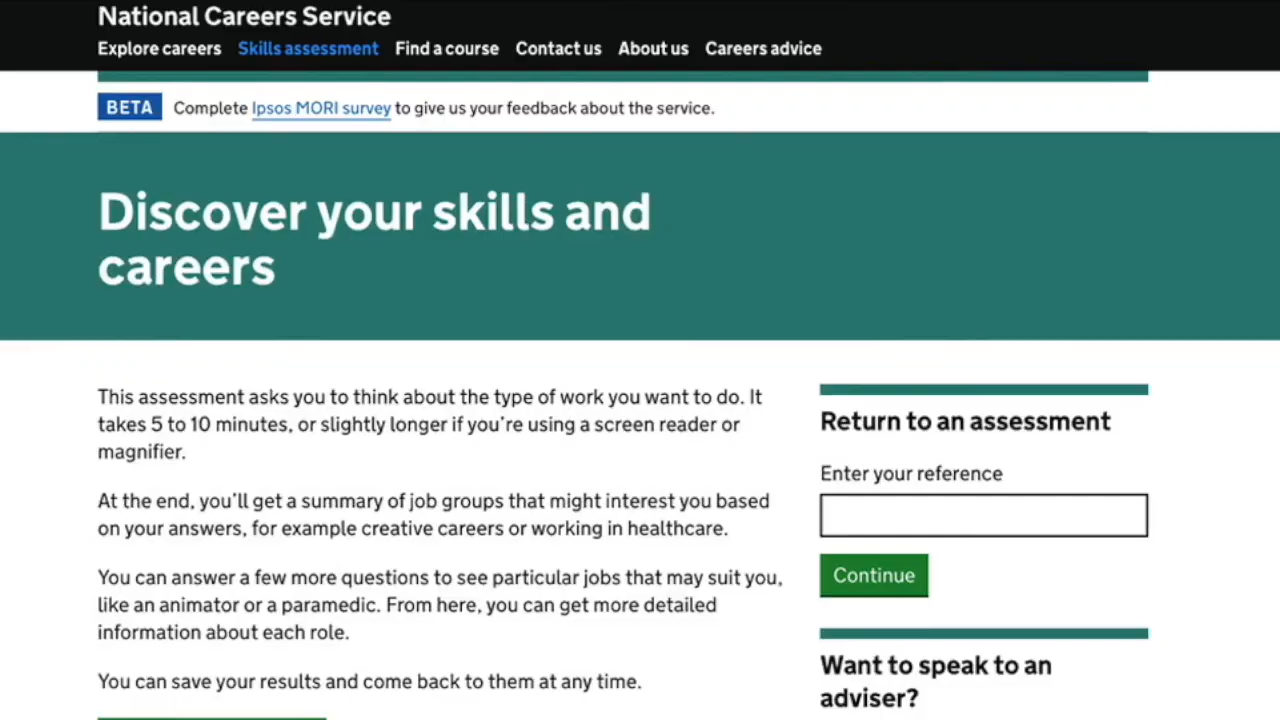 National Careers Service
Explore careers Skills assessment Find a course Contact us About us Careers advice
BETA Complete Ipsos MORI survey to give us your feedback about the service.
Discover your skills and
careers
This assessment asks you to think about the type of work you want to do. It
takes 5 to 10 minutes, or slightly longer if you're using a screen reader or
magnifier.
At the end, you'll get a summary of job groups that might interest you based
on your answers, for example creative careers or working in healthcare.
You can answer a few more questions to see particular jobs that may suit you,
like an animator or a paramedic. From here, you can get more detailed
information about each role.
You can save your results and come back to them at any time.
Return to an assessment
Enter your reference
Continue
Want to speak to an
adviser?